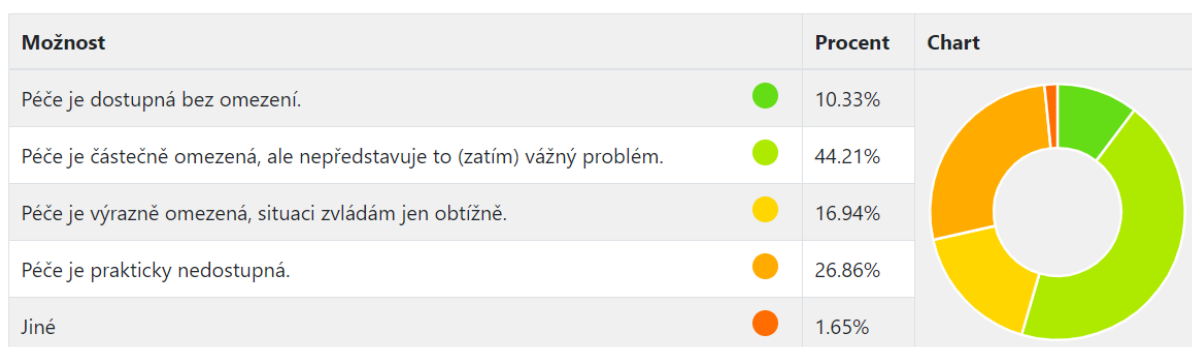 Možnost Procent Chart
Péče je dostupná bez omezení. 10.33%
Péče je částečně omezená, ale nepředstavuje to (zatím) vážný problém. 44.21%
Péče je výrazně omezená, situaci zvládám jen obtížně. 16.94%
Péče je prakticky nedostupná. 26.86%
Jiné 1.65%